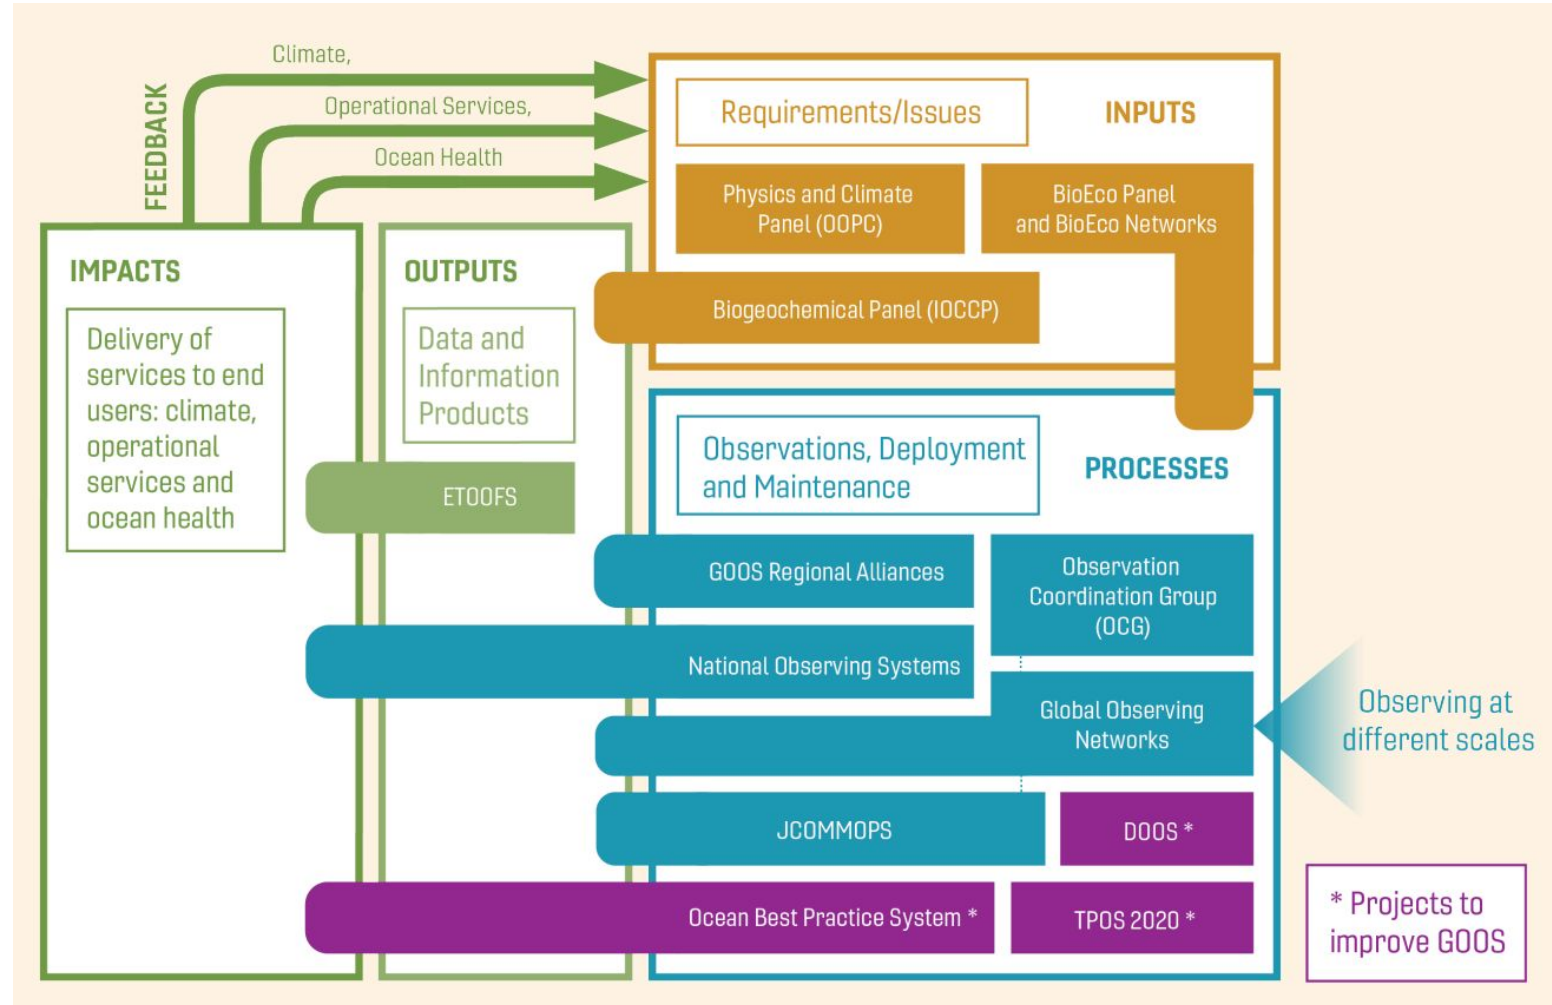 FEEDBACK
Climate,
Operational Services,
Ocean Health
Requirements/Issues
INPUTS
Physics and Climate
Panel (OOPC)
BioEco Panel
and BioEco Networks
Biogeochemical Panel (IOCCP)
IMPACTS
Delivery of
services to end
users: climate,
operational
services and
ocean health
OUTPUTS
Data and
Information
Products
ETOOFS
Observations, Deployment
and Maintenance
PROCESSES
GOOS Regional Alliances
Observation
Coordination Group
(OCG)
National Observing Systems
Global Observing
Networks
Observing at
different scales
JCOMMOPS
DOOS *
Ocean Best Practice System *
TPOS 2020 *
* Projects to
improve GOOS